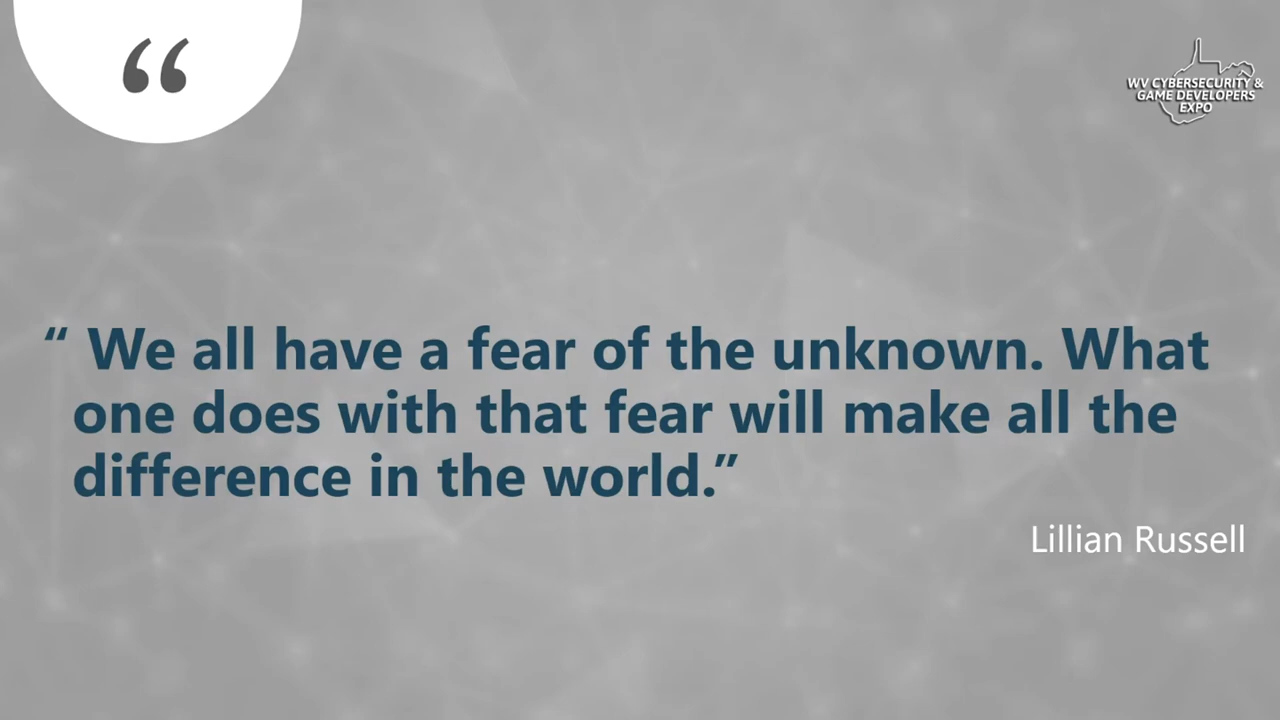 “
WV CYBERSECURITY &
GAME DEVELOPERS
EXPO
“ We all have a fear of the unknown. What
one does with that fear will make all the
difference in the world.”
Lillian Russell